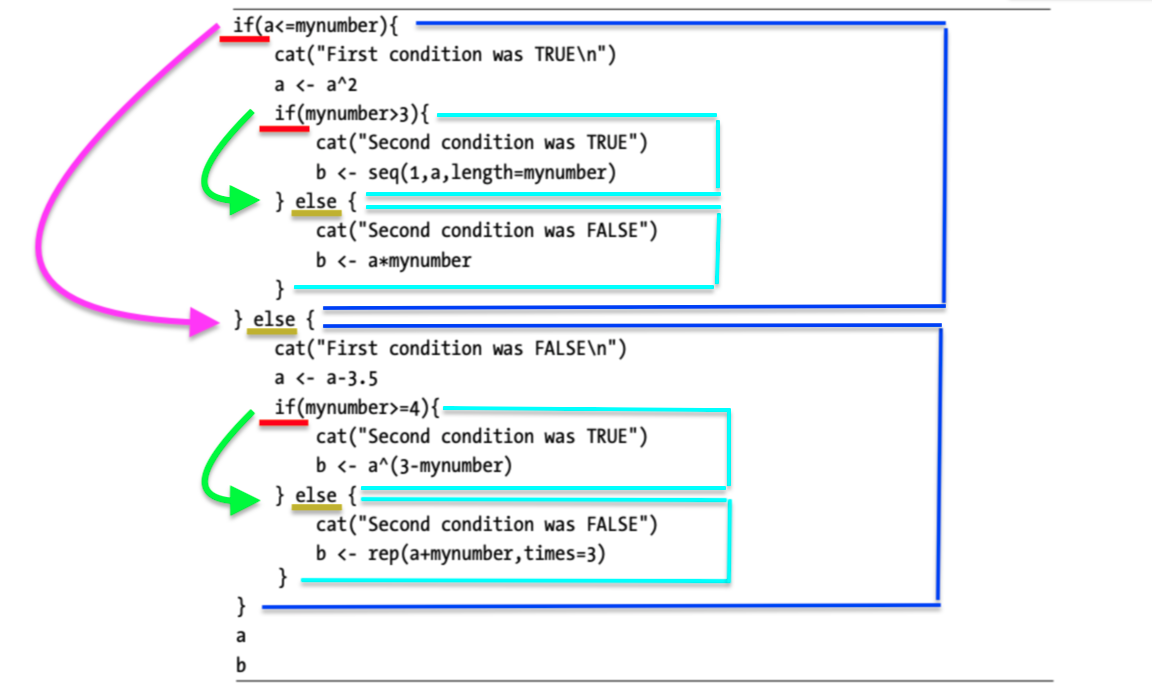 if(a<=mynumber){
cat("First condition was TRUE\n")
a <- a^2
if(mynumber>3){
cat("Second condition was TRUE")
b <- seq(1,a,length=mynumber)
} else {
cat("Second condition was FALSE")
b <- a*mynumber
}
} else {
cat("First condition was FALSE\n")
a <- a-3.5
if(mynumber>=4){
cat("Second condition was TRUE")
b <- a^(3-mynumber)
} else {
cat("Second condition was FALSE")
b <- rep(a+mynumber,times=3)
}
}
a
b